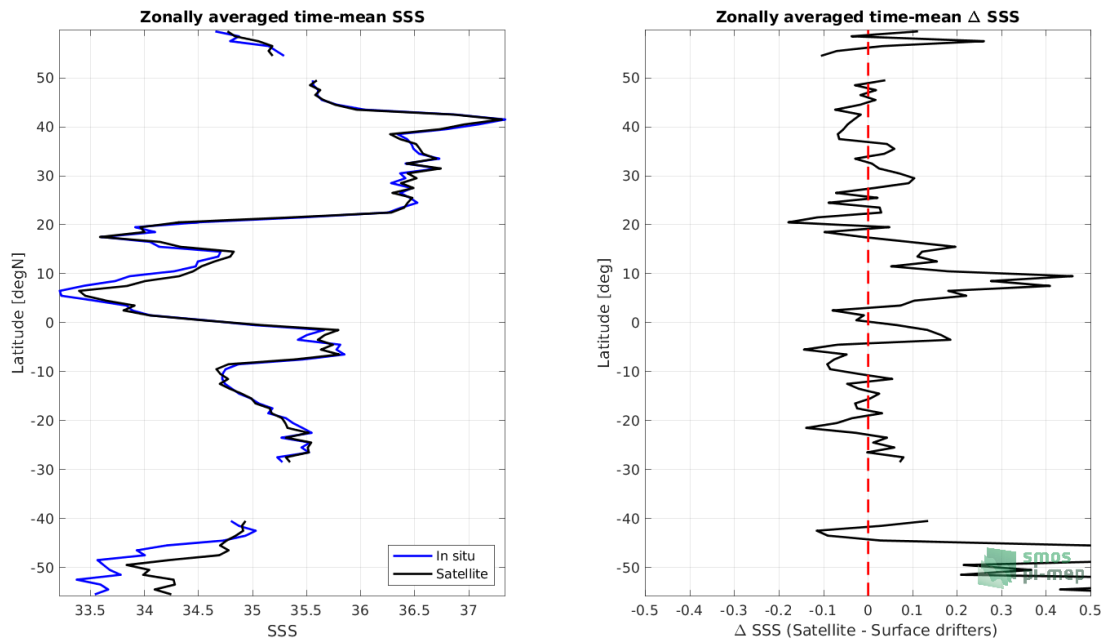 Zonally averaged time-mean SSS
Latitude [degN]
50
40
30
20
10
0
-10
-20
-30
-40
-50
33.5 34 34.5 35 35.5 36 36.5 37
SSS
In situ
Satellite
Zonally averaged time-mean Δ SSS
Latitude [deg]
50
40
30
20
10
0
-10
-20
-30
-40
-50
-0.5 -0.4 -0.3 -0.2 -0.1 0 0.1 0.2 0.3 0.4 0.5
Δ SSS (Satellite - Surface drifters)
smos
pi-mep